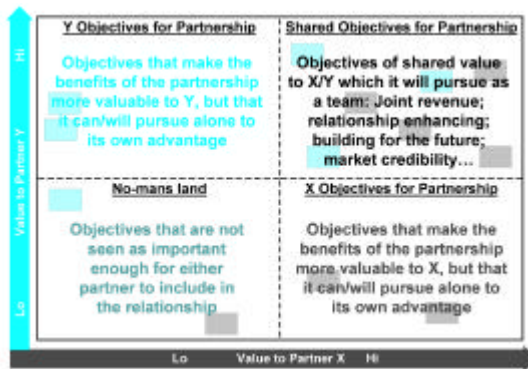 Y Objectives for Partnership
Objectives that make the
benefits of the partnership
more valuable to Y, but that
it can/will pursue alone to
its own advantage
Shared Objectives for Partnership
Objectives of shared value
to X/Y which it will pursue as
a team: Joint revenue;
relationship enhancing;
building for the future;
market credibility...
No-mans land
Objectives that are not
seen as important
enough for either
partner to include in
the relationship
X Objectives for Partnership
Objectives that make the
benefits of the partnership
more valuable to X, but that
it can/will pursue alone to
its own advantage
Hi
Value to Partner Y
Lo
Lo Value to Partner X Hi